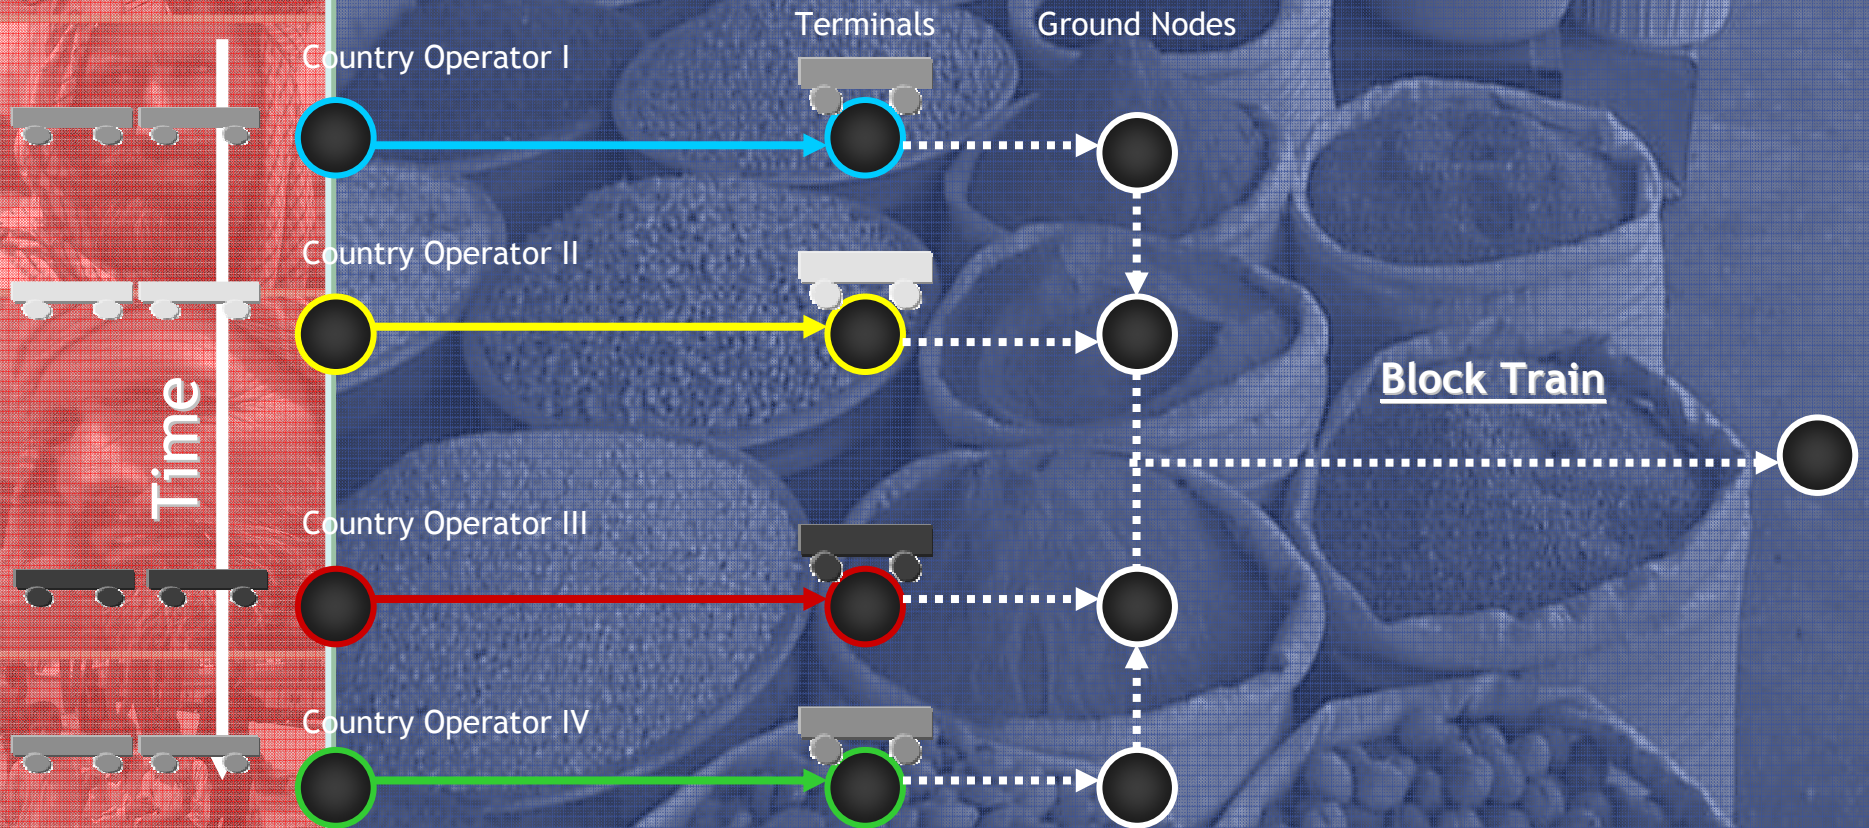 Terminals
Ground Nodes
Country Operator I
Country Operator II
Block Train
Time
Country Operator III
Country Operator IV